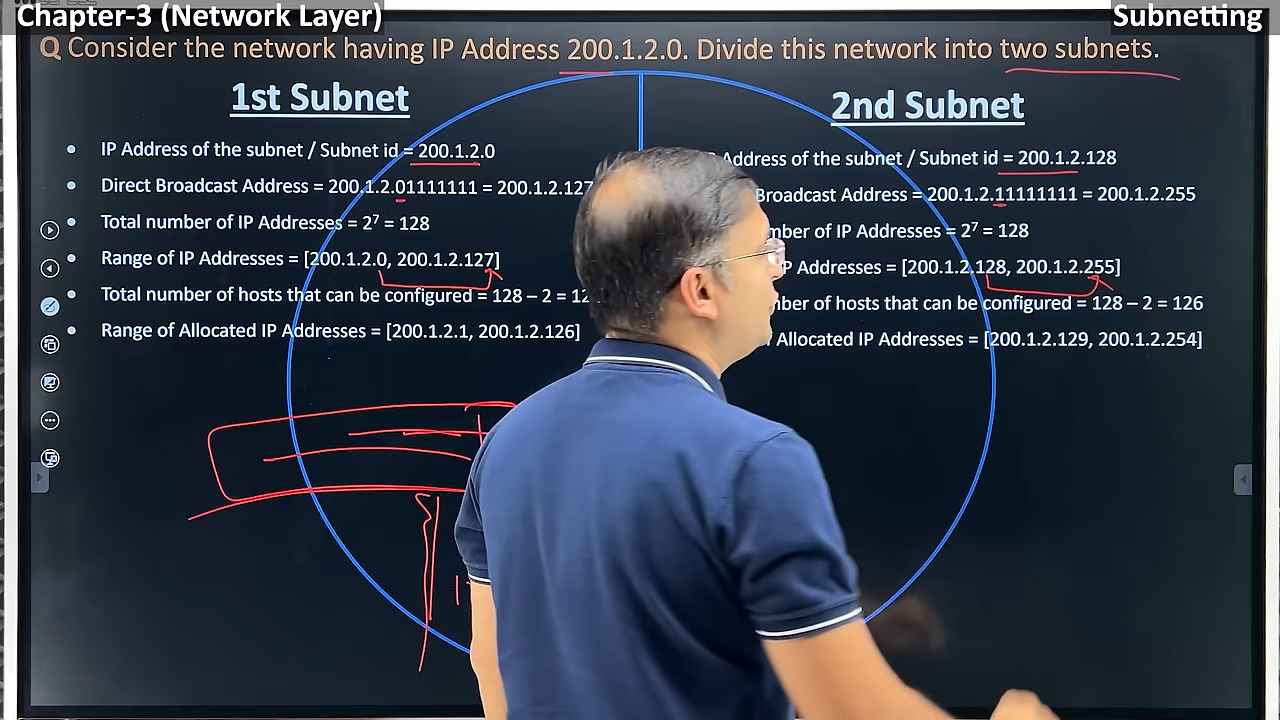 Chapter-3 (Network Layer)
Subnetting
Q Consider the network having IP Address 200.1.2.0. Divide this network into two subnets.
1st Subnet
• IP Address of the subnet / Subnet id = 200.1.2.0
• Direct Broadcast Address = 200.1.2.01111111 = 200.1.2.127
• Total number of IP Addresses = 2⁷ = 128
• Range of IP Addresses = [200.1.2.0, 200.1.2.127]
• Total number of hosts that can be configured = 128 – 2 =
• Range of Allocated IP Addresses = [200.1.2.1, 200.1.2.126]
2nd Subnet
Address of the subnet / Subnet id = 200.1.2.128
Broadcast Address = 200.1.2.11111111 = 200.1.2.255
of IP Addresses = 2⁷ = 128
Addresses = [200.1.2.128, 200.1.2.255]
of hosts that can be configured = 128 – 2 = 126
Allocated IP Addresses = [200.1.2.129, 200.1.2.254]